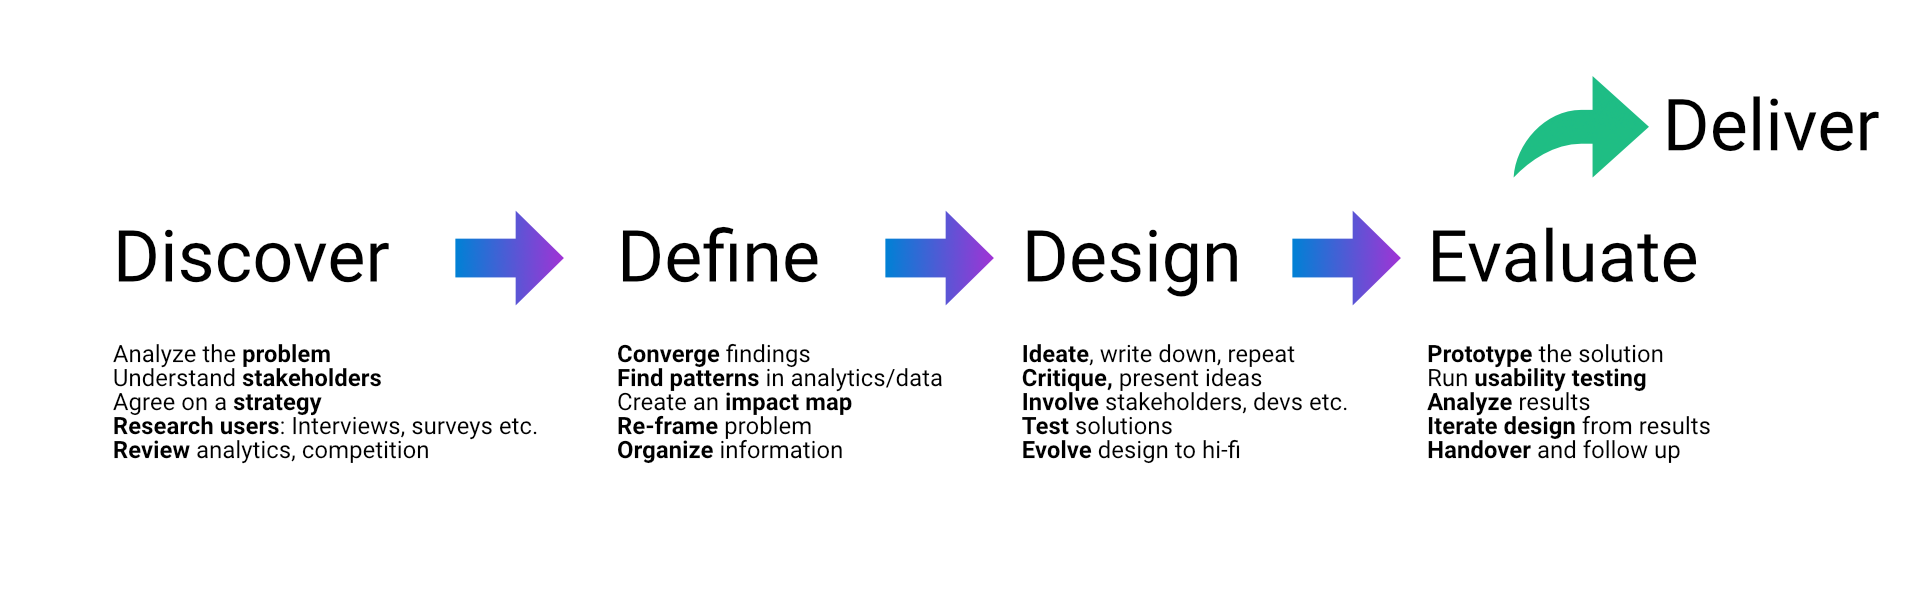 Deliver
Discover
Define
Design
Evaluate
Analyze the problem
Understand stakeholders
Agree on a strategy
Research users: Interviews, surveys etc.
Review analytics, competition
Converge findings
Find patterns in analytics/data
Create an impact map
Re-frame problem
Organize information
Ideate, write down, repeat
Critique, present ideas
Involve stakeholders, devs etc.
Test solutions
Evolve design to hi-fi
Prototype the solution
Run usability testing
Analyze results
Iterate design from results
Handover and follow up